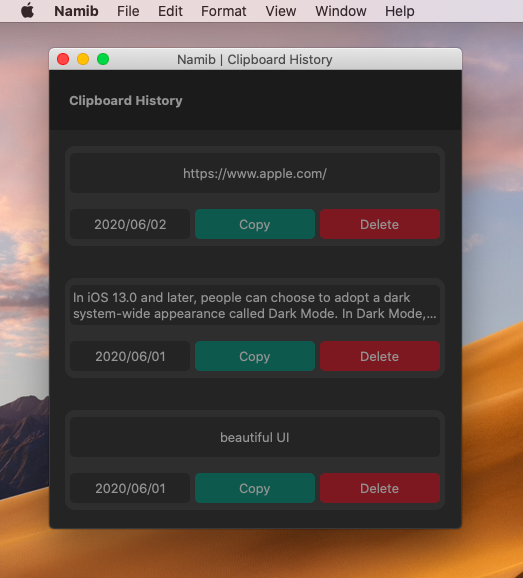 Namib File Edit Format View Window Help
Namib | Clipboard History
Clipboard History
https://www.apple.com/
2020/06/02 Copy Delete
In iOS 13.0 and later, people can choose to adopt a dark
system-wide appearance called Dark Mode. In Dark Mode,...
2020/06/01 Copy Delete
beautiful UI
2020/06/01 Copy Delete